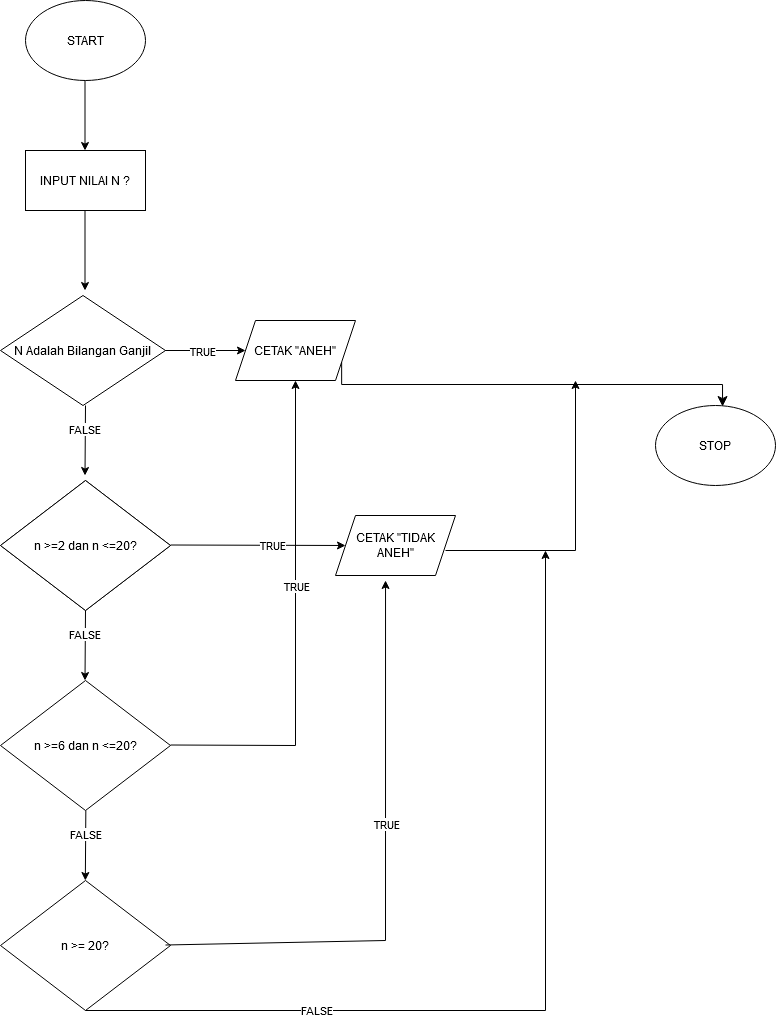 START
INPUT NILAI N ?
N Adalah Bilangan Ganjil
TRUE
CETAK "ANEH"
FALSE
STOP
n >=2 dan n <=20?
TRUE
CETAK "TIDAK
ANEH"
TRUE
FALSE
n >=6 dan n <=20?
TRUE
FALSE
n >= 20?
FALSE